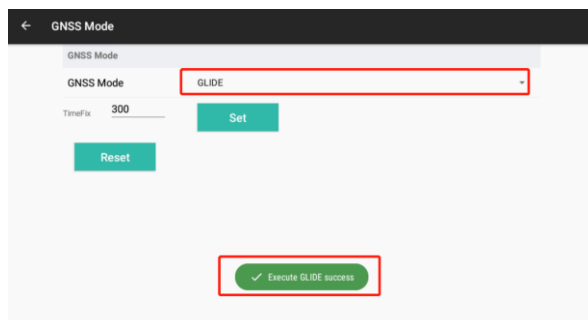 GNSS Mode
GNSS Mode
GNSS Mode GLIDE
TimeFix 300 Set
Reset
Execute GLIDE success